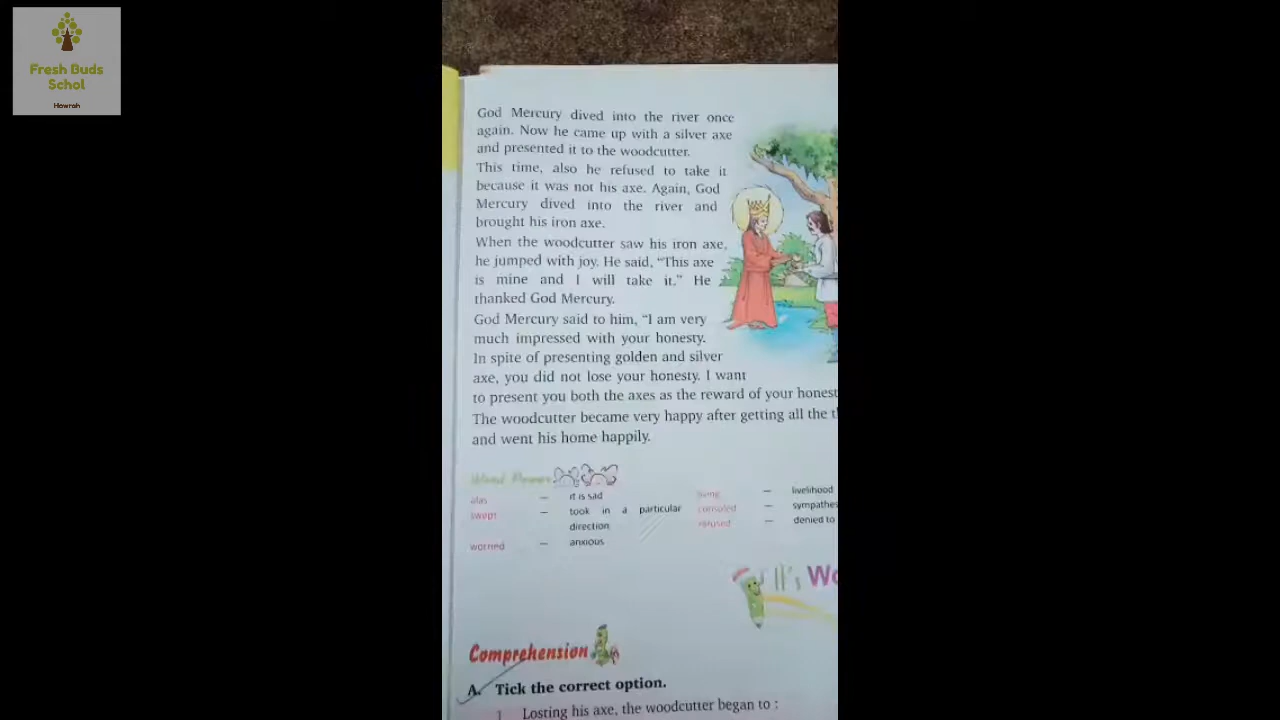 Fresh Buds
Schol
Howrah
God Mercury dived into the river once
again. Now he came up with a silver axe
and presented it to the woodcutter.
This time, also he refused to take it
because it was not his axe. Again, God
Mercury dived into the river and
brought his iron axe.
When the woodcutter saw his iron axe,
he jumped with joy. He said, “This axe
is mine and I will take it.” He
thanked God Mercury.
God Mercury said to him, “I am very
much impressed with your honesty.
In spite of presenting golden and silver
axe, you did not lose your honesty. I want
to present you both the axes as the reward of your honest
The woodcutter became very happy after getting all the
and went his home happily.
Word Power
alas – it is sad
swept – took in a particular
direction
worried – anxious
living – livelihood
consoled – sympathes
refused – denied to
It's Wo
Comprehension
A. Tick the correct option.
1 Losting his axe, the woodcutter began to :